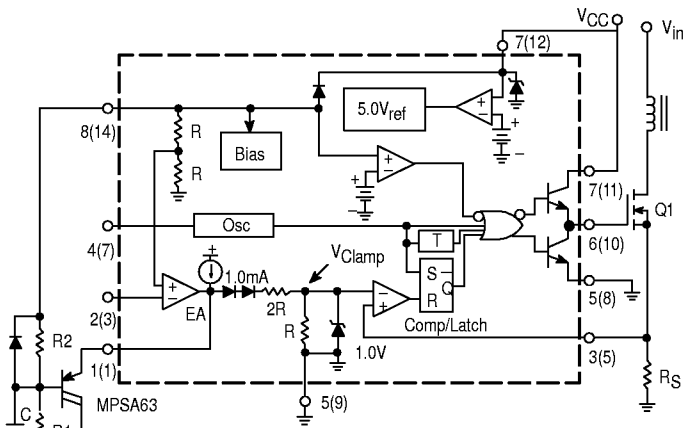 VCC
Vin
7(12)
5.0Vref
+
−
+
−
8(14)
R
Bias
R
+
−
+
−
7(11)
Q1
Osc
4(7)
T
6(10)
+
VClamp
1.0mA
S
Q
R
5(8)
+
−
2R
−
+
2(3)
EA
R
Comp/Latch
1.0V
3(5)
R2
1(1)
RS
5(9)
C
MPSA63
R1